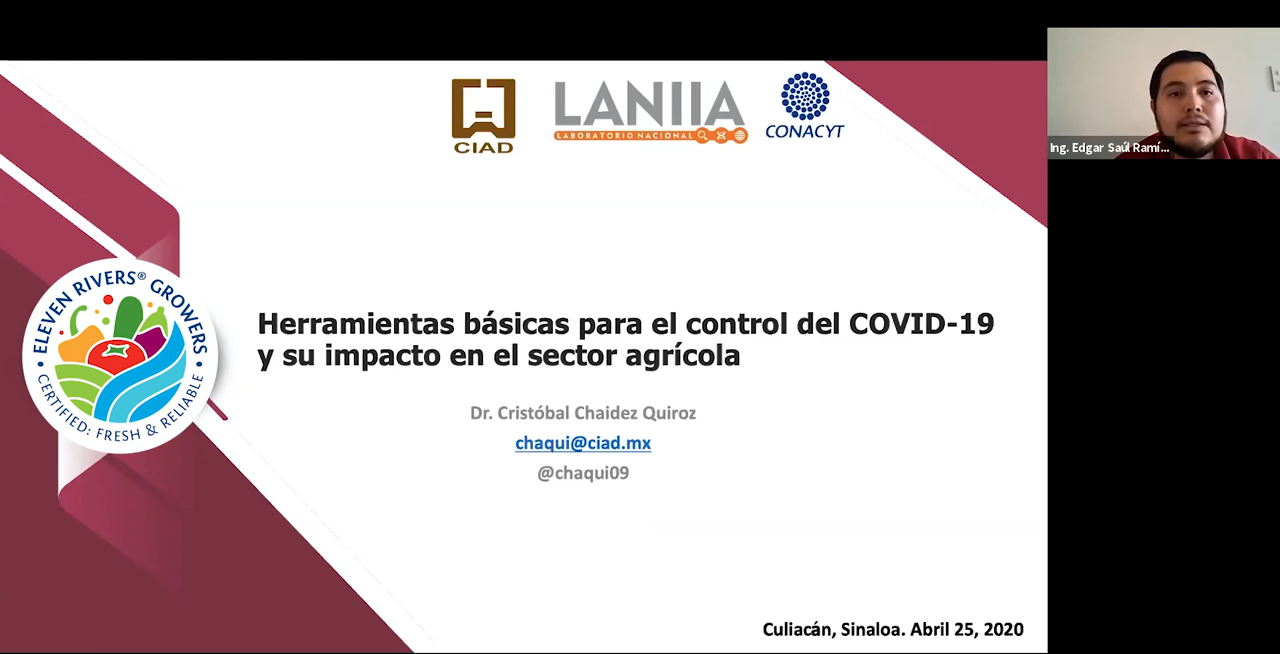 CIAD
LANIIA
LABORATORIO NACIONAL
CONACYT
Ing. Edgar Saúl Ramí...
ELEVEN RIVERS® GROWERS
CERTIFIED: FRESH & RELIABLE
Herramientas básicas para el control del COVID-19
y su impacto en el sector agrícola
Dr. Cristóbal Chaidez Quiroz
chaqui@ciad.mx
@chaqui09
Culiacán, Sinaloa. Abril 25, 2020